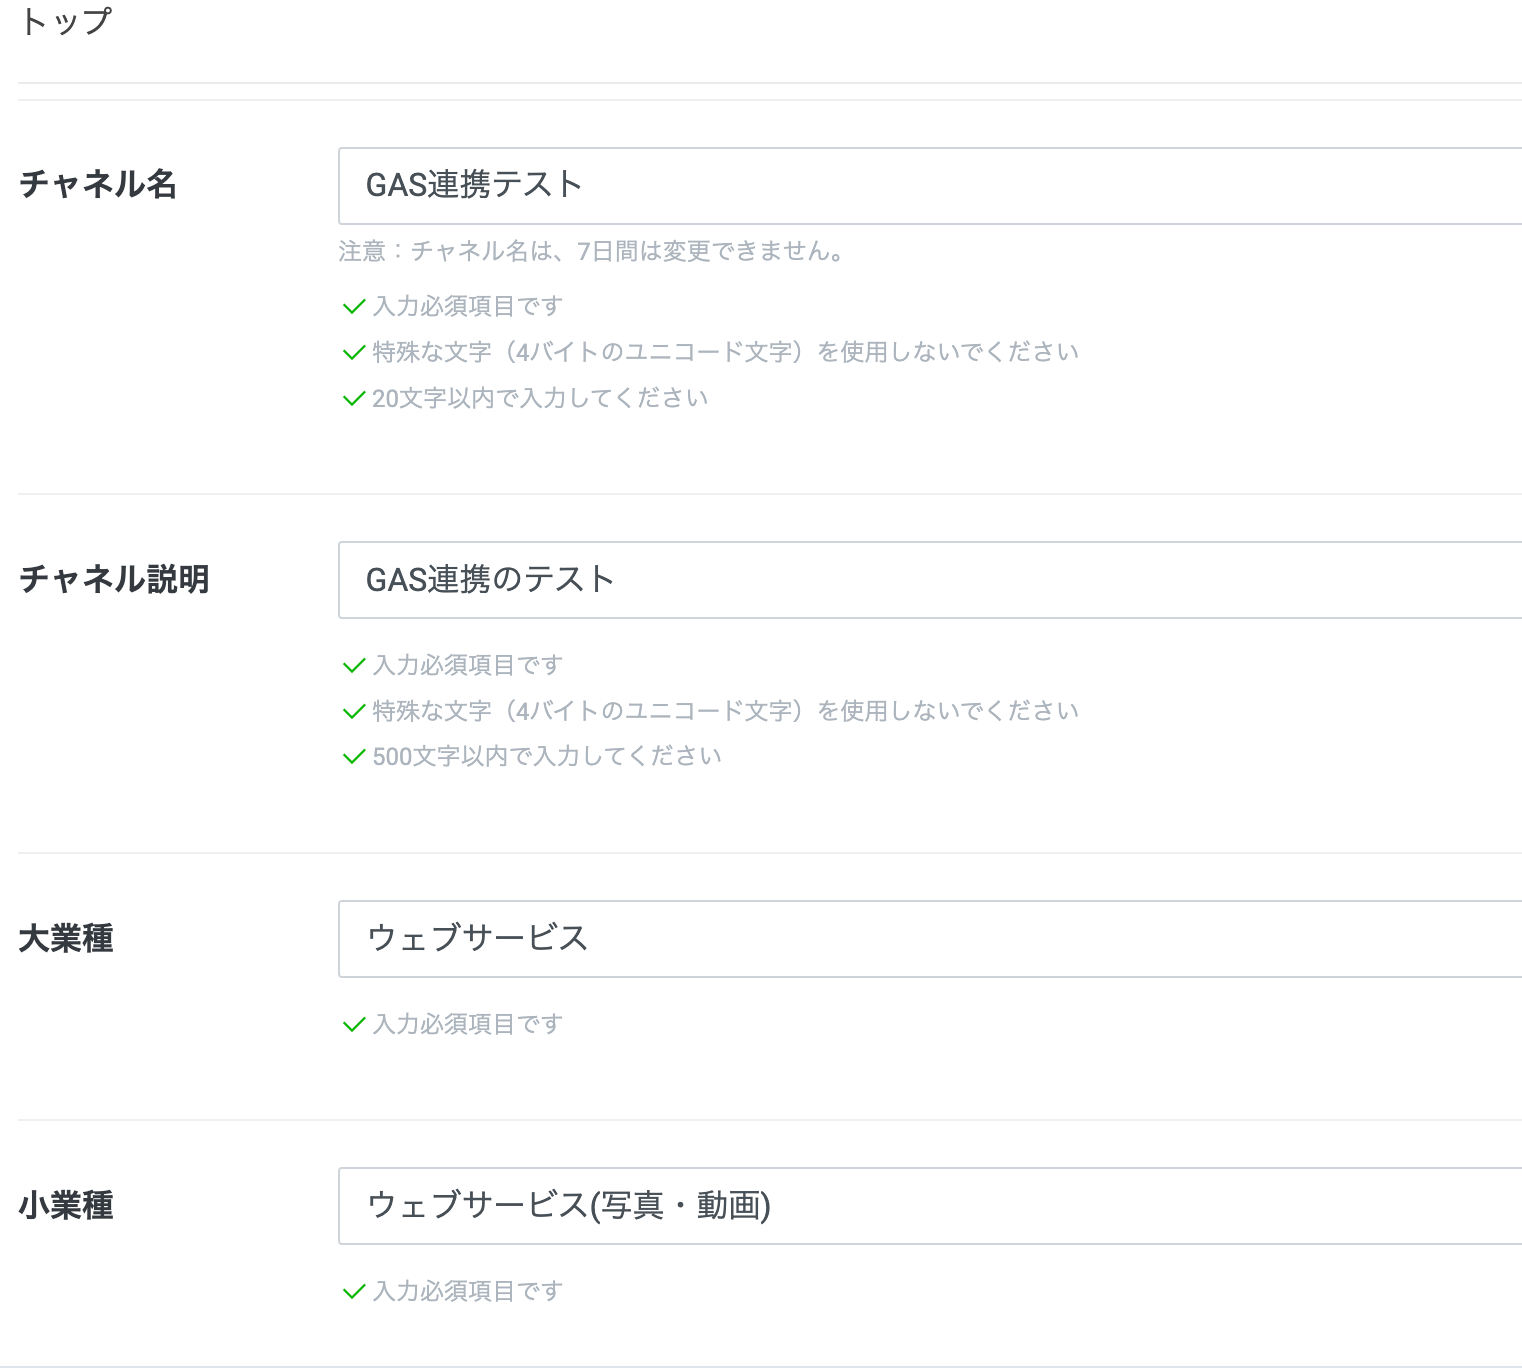 トップ
チャネル名
GAS連携テスト
注意：チャネル名は、7日間は変更できません。
入力必須項目です
特殊な文字（4バイトのユニコード文字）を使用しないでください
20文字以内で入力してください
チャネル説明
GAS連携のテスト
入力必須項目です
特殊な文字（4バイトのユニコード文字）を使用しないでください
500文字以内で入力してください
大業種
ウェブサービス
入力必須項目です
小業種
ウェブサービス(写真・動画)
入力必須項目です